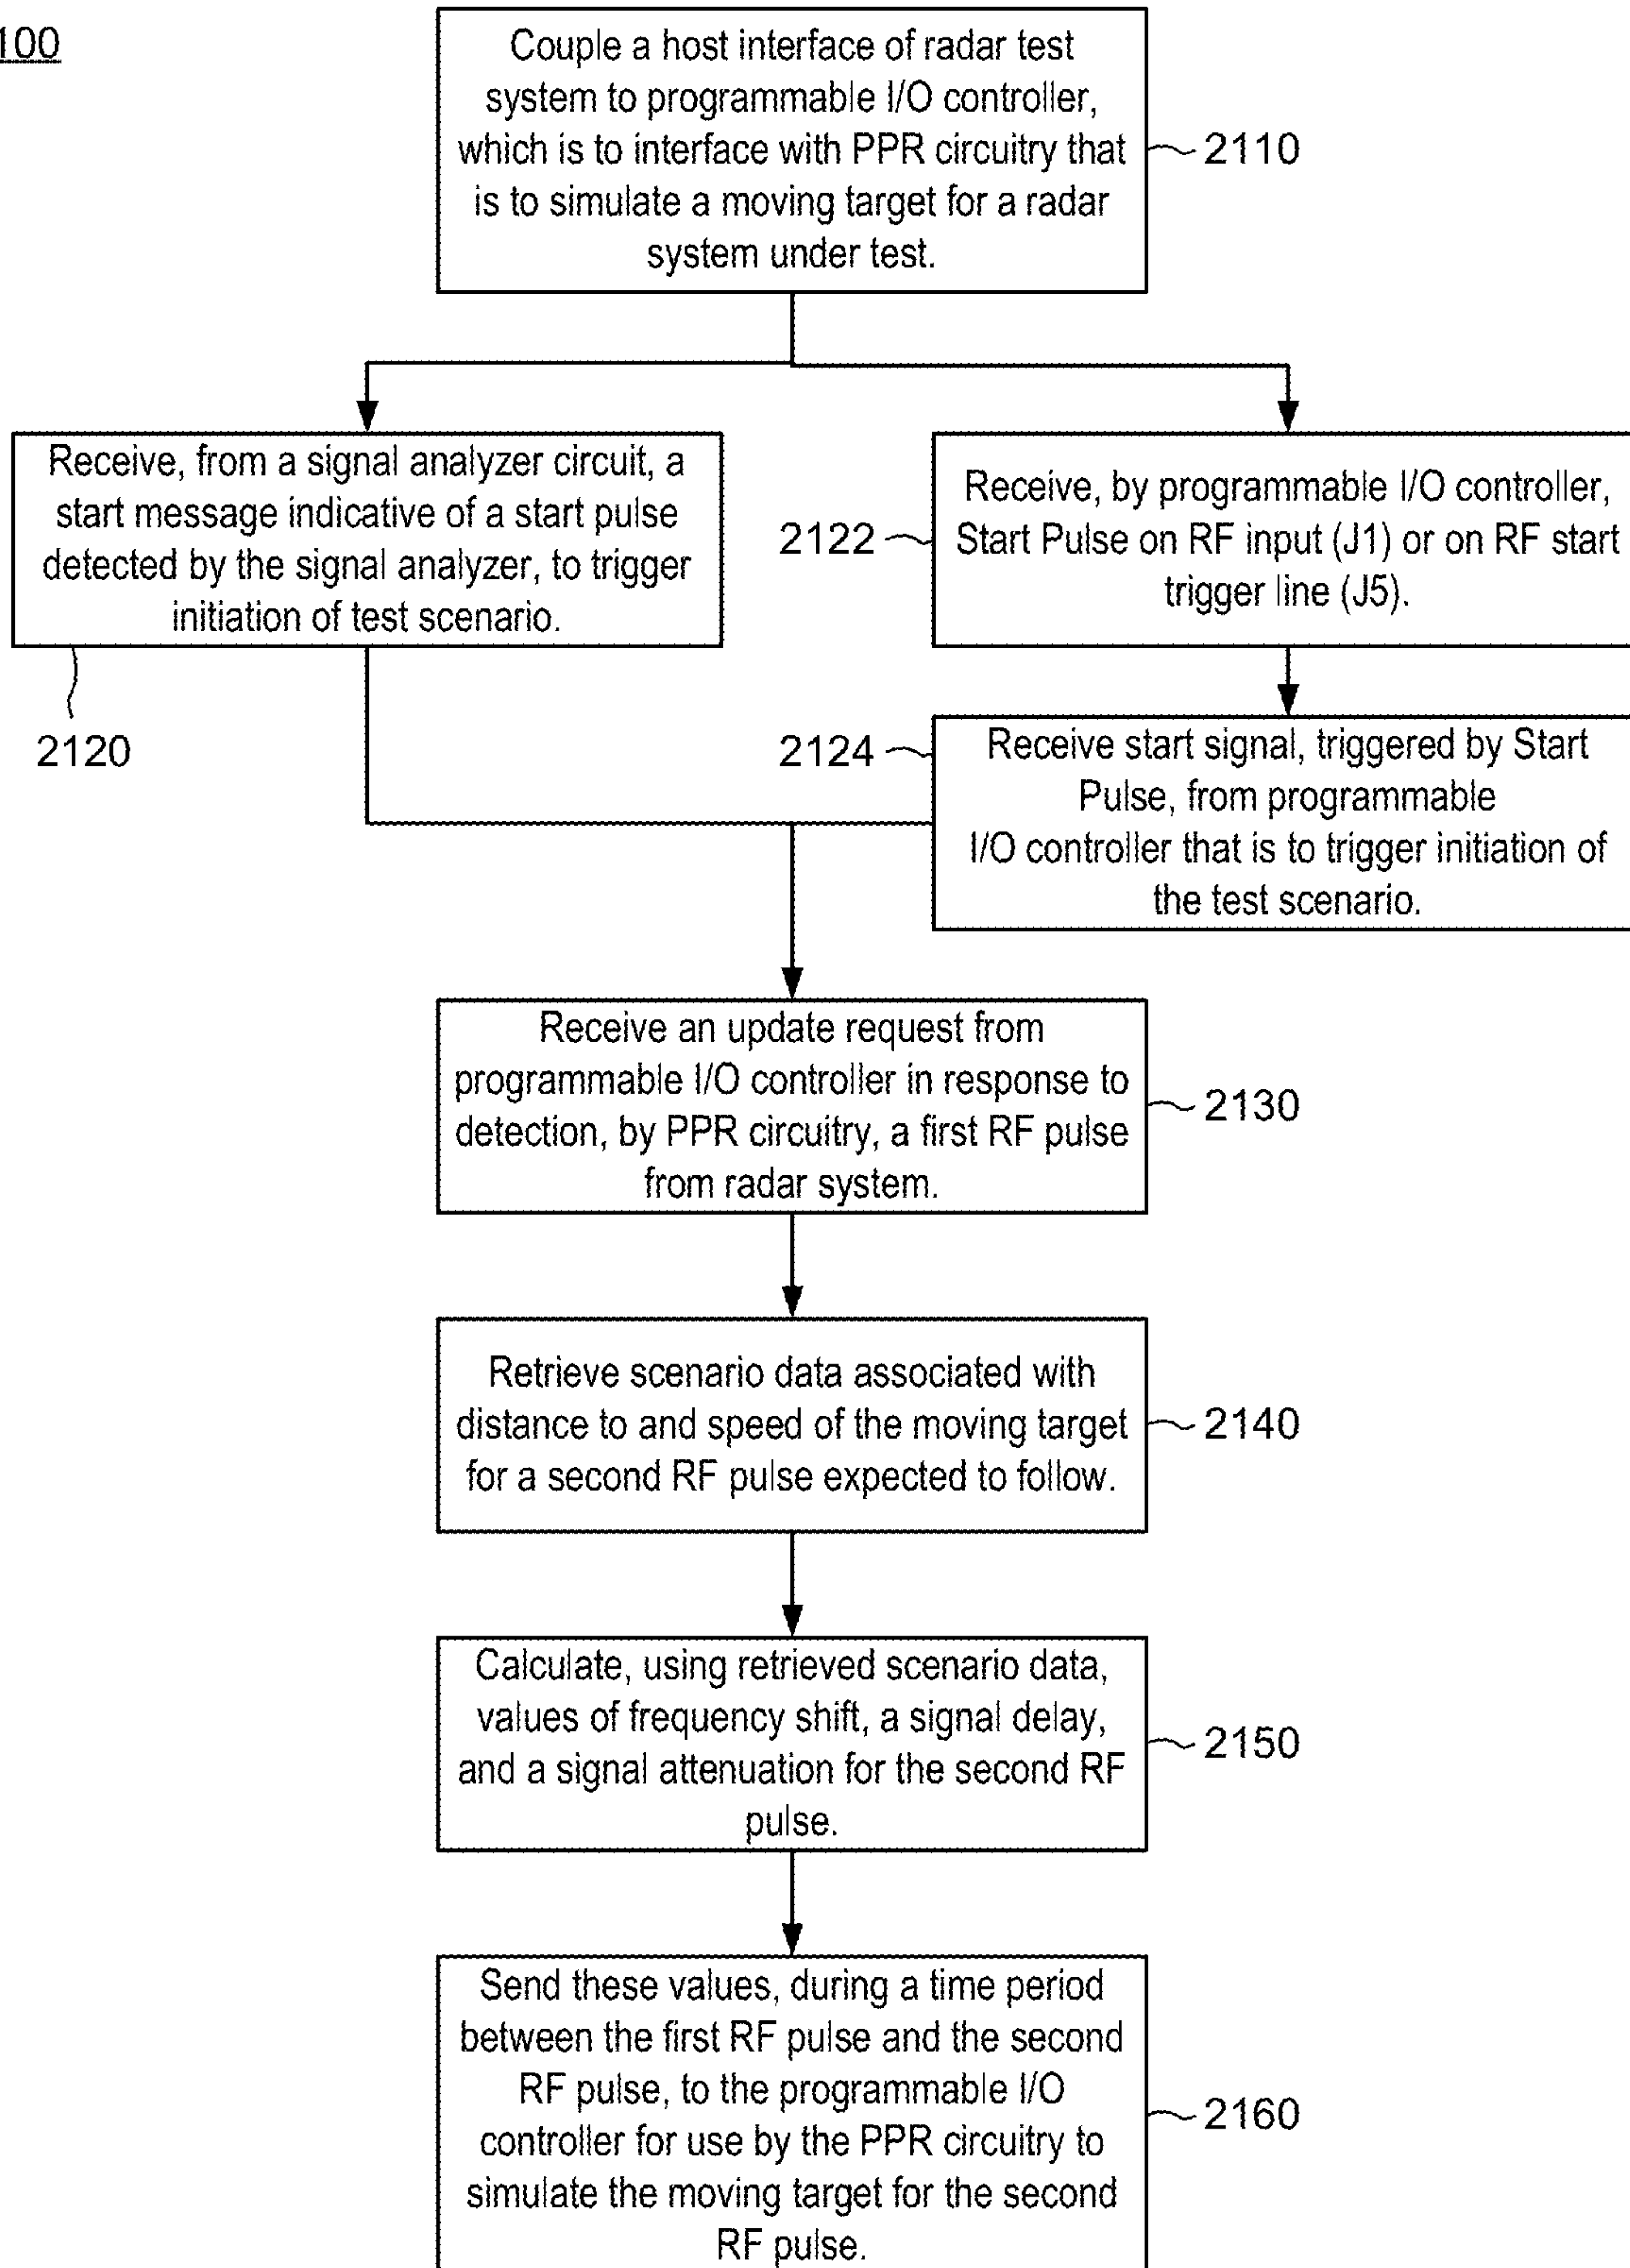 100
Couple a host interface of radar test
system to programmable I/O controller,
which is to interface with PPR circuitry that
is to simulate a moving target for a radar
system under test.
2110
Receive, from a signal analyzer circuit, a
start message indicative of a start pulse
detected by the signal analyzer, to trigger
initiation of test scenario.
2120
Receive, by programmable I/O controller,
Start Pulse on RF input (J1) or on RF start
trigger line (J5).
2122
Receive start signal, triggered by Start
Pulse, from programmable
I/O controller that is to trigger initiation of
the test scenario.
2124
Receive an update request from
programmable I/O controller in response to
detection, by PPR circuitry, a first RF pulse
from radar system.
2130
Retrieve scenario data associated with
distance to and speed of the moving target
for a second RF pulse expected to follow.
2140
Calculate, using retrieved scenario data,
values of frequency shift, a signal delay,
and a signal attenuation for the second RF
pulse.
2150
Send these values, during a time period
between the first RF pulse and the second
RF pulse, to the programmable I/O
controller for use by the PPR circuitry to
simulate the moving target for the second
RF pulse.
2160